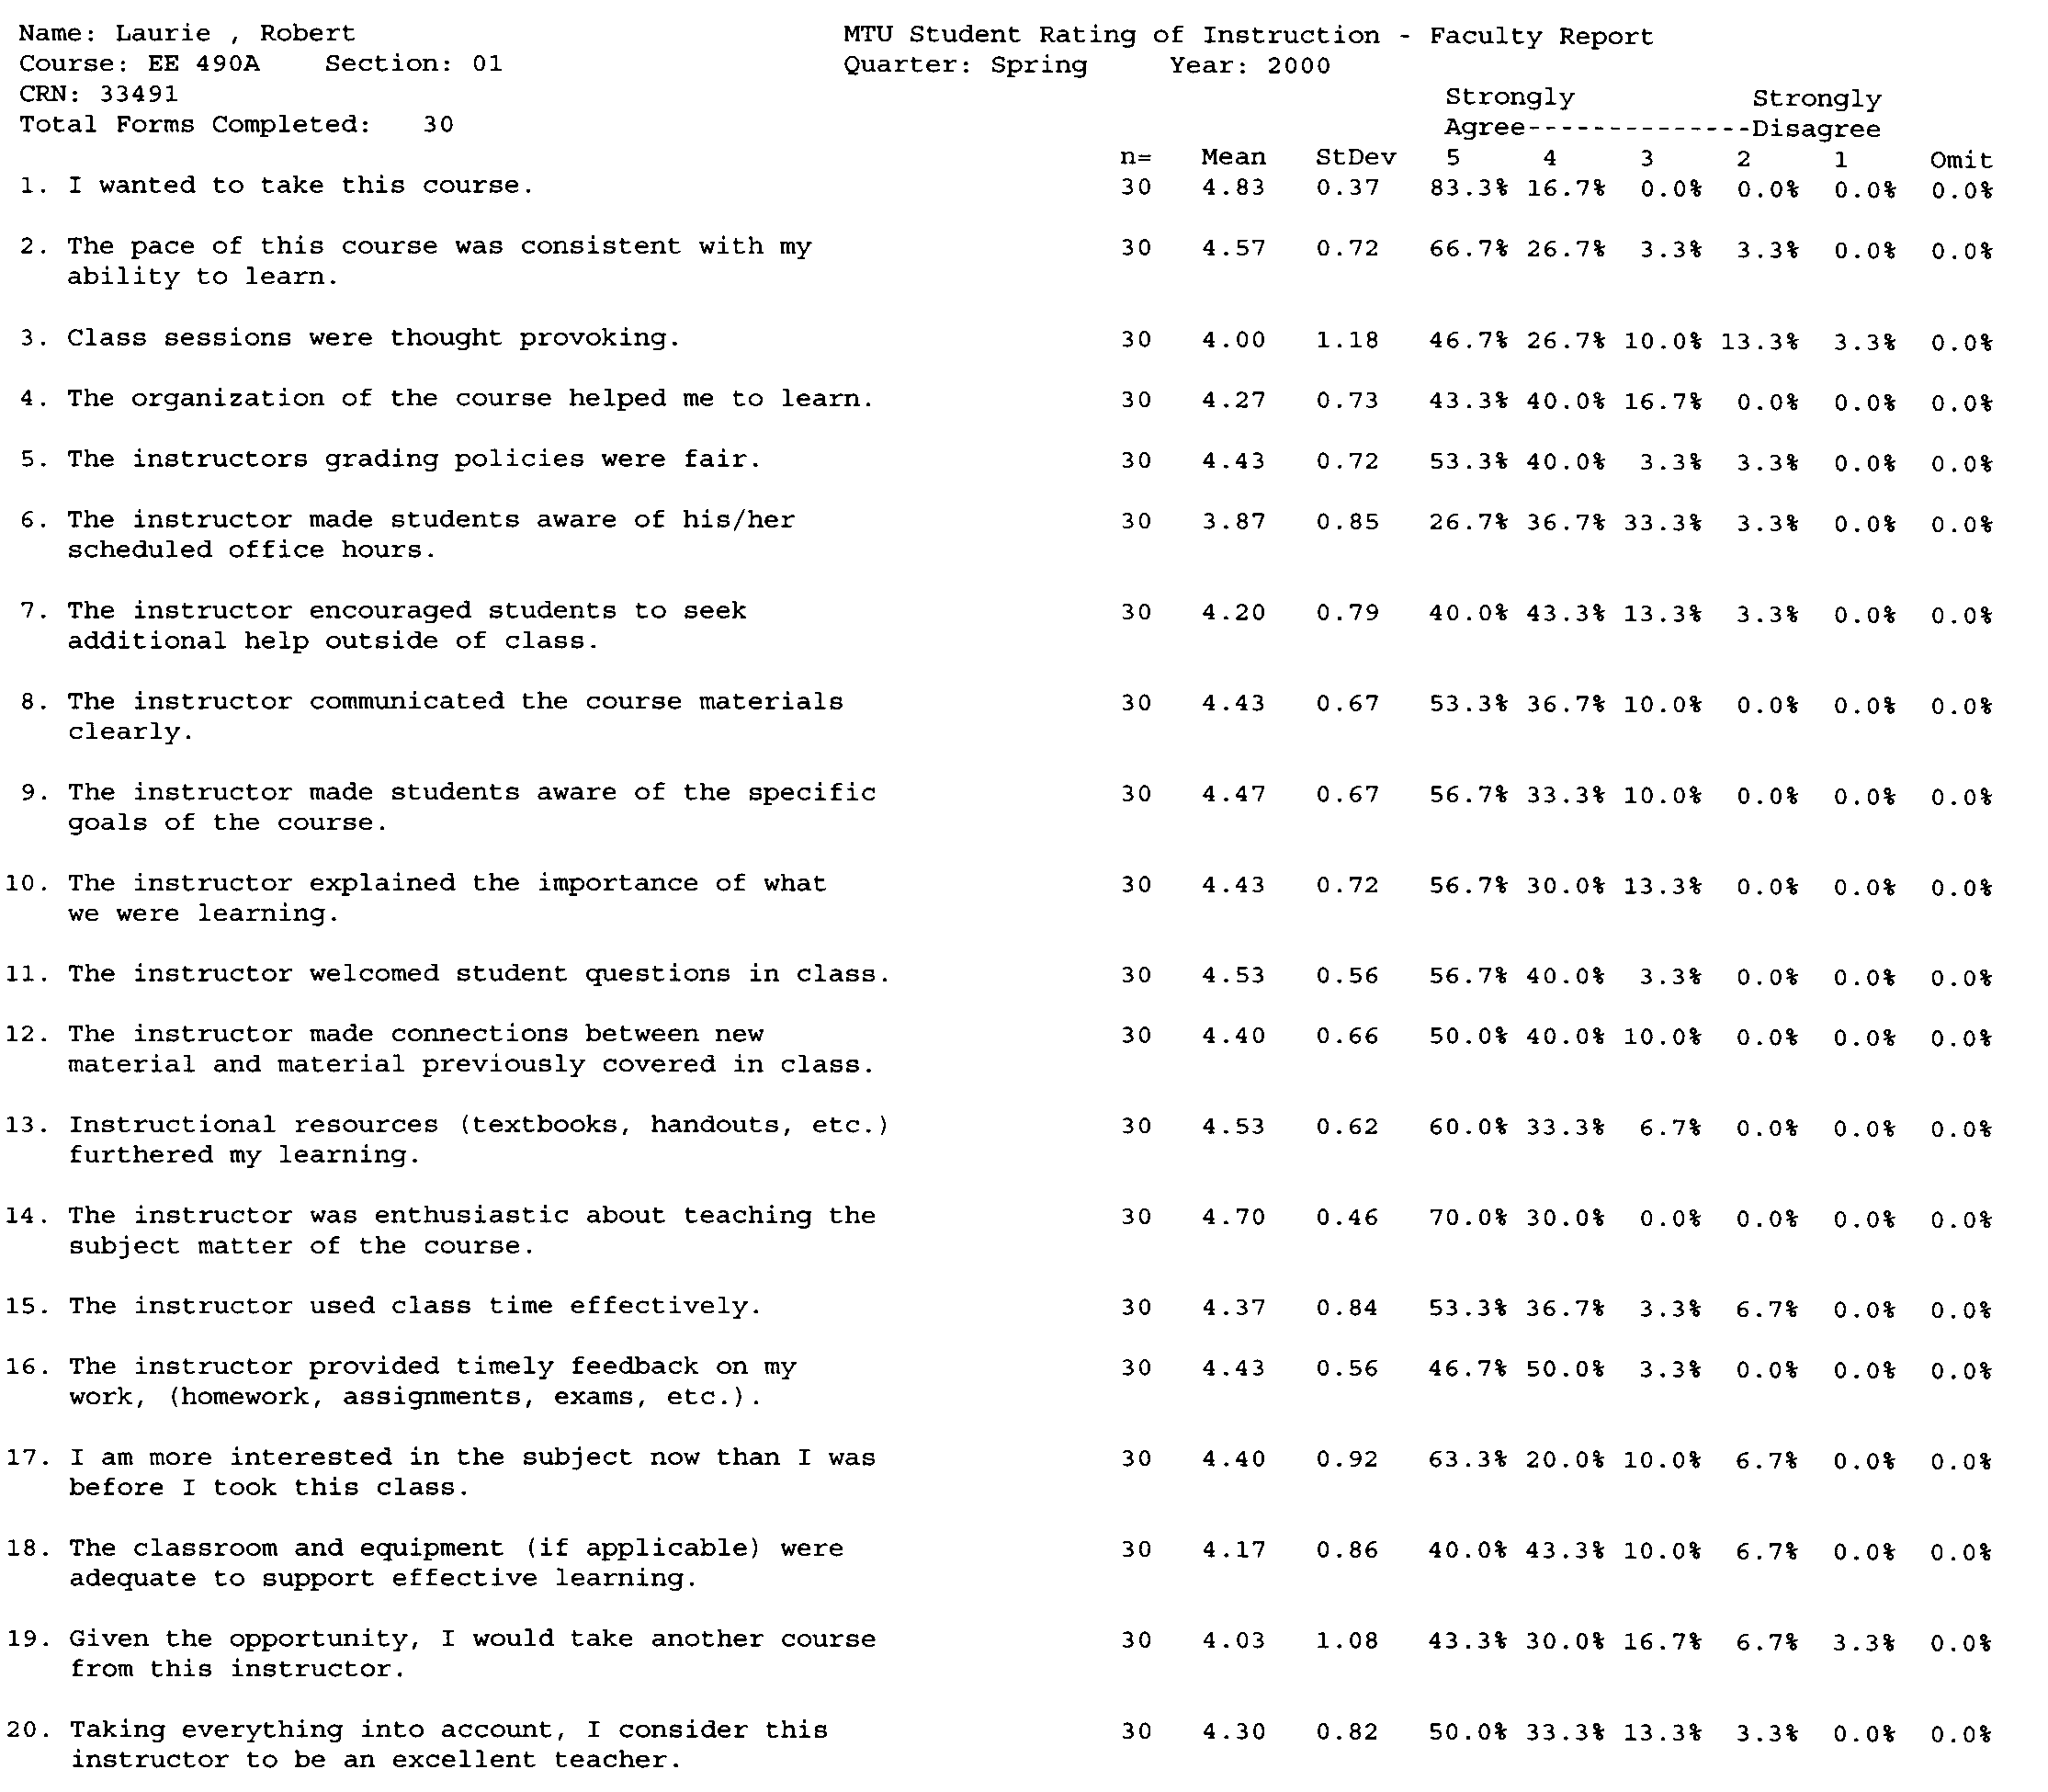 Name: Laurie , Robert MTU Student Rating of Instruction - Faculty Report
Course: EE 490A Section: 01 Quarter: Spring Year: 2000
CRN: 33491 Strongly Strongly
Total Forms Completed: 30 Agree--------------Disagree
n= Mean StDev 5 4 3 2 1 Omit
1. I wanted to take this course. 30 4.83 0.37 83.3% 16.7% 0.0% 0.0% 0.0% 0.0%
2. The pace of this course was consistent with my 30 4.57 0.72 66.7% 26.7% 3.3% 3.3% 0.0% 0.0%
ability to learn.
3. Class sessions were thought provoking. 30 4.00 1.18 46.7% 26.7% 10.0% 13.3% 3.3% 0.0%
4. The organization of the course helped me to learn. 30 4.27 0.73 43.3% 40.0% 16.7% 0.0% 0.0% 0.0%
5. The instructors grading policies were fair. 30 4.43 0.72 53.3% 40.0% 3.3% 3.3% 0.0% 0.0%
6. The instructor made students aware of his/her 30 3.87 0.85 26.7% 36.7% 33.3% 3.3% 0.0% 0.0%
scheduled office hours.
7. The instructor encouraged students to seek 30 4.20 0.79 40.0% 43.3% 13.3% 3.3% 0.0% 0.0%
additional help outside of class.
8. The instructor communicated the course materials 30 4.43 0.67 53.3% 36.7% 10.0% 0.0% 0.0% 0.0%
clearly.
9. The instructor made students aware of the specific 30 4.47 0.67 56.7% 33.3% 10.0% 0.0% 0.0% 0.0%
goals of the course.
10. The instructor explained the importance of what 30 4.43 0.72 56.7% 30.0% 13.3% 0.0% 0.0% 0.0%
we were learning.
11. The instructor welcomed student questions in class. 30 4.53 0.56 56.7% 40.0% 3.3% 0.0% 0.0% 0.0%
12. The instructor made connections between new 30 4.40 0.66 50.0% 40.0% 10.0% 0.0% 0.0% 0.0%
material and material previously covered in class.
13. Instructional resources (textbooks, handouts, etc.) 30 4.53 0.62 60.0% 33.3% 6.7% 0.0% 0.0% 0.0%
furthered my learning.
14. The instructor was enthusiastic about teaching the 30 4.70 0.46 70.0% 30.0% 0.0% 0.0% 0.0% 0.0%
subject matter of the course.
15. The instructor used class time effectively. 30 4.37 0.84 53.3% 36.7% 3.3% 6.7% 0.0% 0.0%
16. The instructor provided timely feedback on my 30 4.43 0.56 46.7% 50.0% 3.3% 0.0% 0.0% 0.0%
work, (homework, assignments, exams, etc.).
17. I am more interested in the subject now than I was 30 4.40 0.92 63.3% 20.0% 10.0% 6.7% 0.0% 0.0%
before I took this class.
18. The classroom and equipment (if applicable) were 30 4.17 0.86 40.0% 43.3% 10.0% 6.7% 0.0% 0.0%
adequate to support effective learning.
19. Given the opportunity, I would take another course 30 4.03 1.08 43.3% 30.0% 16.7% 6.7% 3.3% 0.0%
from this instructor.
20. Taking everything into account, I consider this 30 4.30 0.82 50.0% 33.3% 13.3% 3.3% 0.0% 0.0%
instructor to be an excellent teacher.